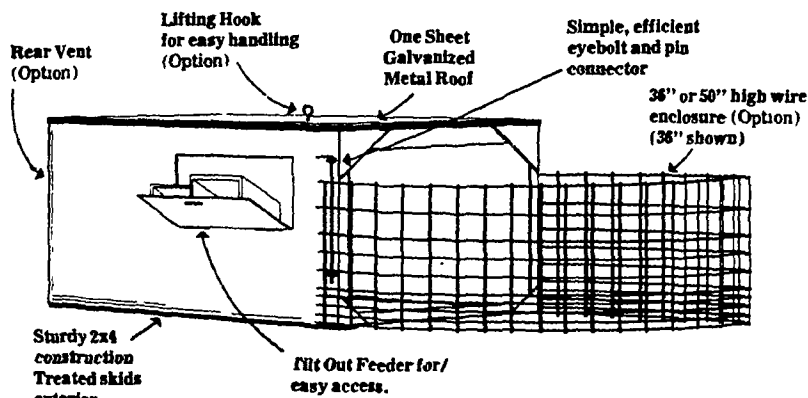 Lifting Hook
for easy handling
(Option)
Rear Vent
(Option)
One Sheet
Galvanized
Metal Roof
Simple, efficient
eyebolt and pin
connector
36" or 50" high wire
enclosure (Option)
(36" shown)
Sturdy 2x4
construction
Treated skids
Tilt Out Feeder for/
easy access.